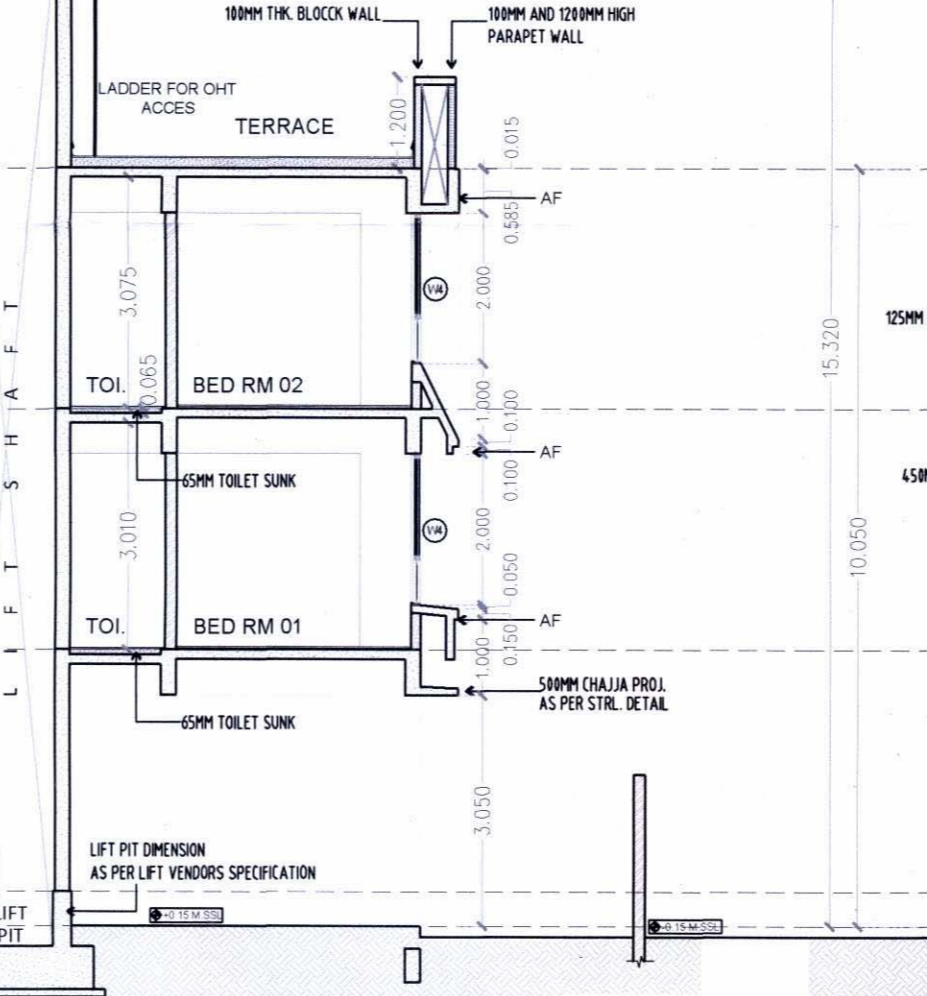 100MM THK. BLOCCK WALL
100MM AND 1200MM HIGH
PARAPET WALL
LADDER FOR OHT
ACCES
TERRACE
1.200
0.015
AF
0.585
3.075
2.000
W4
15.320
125MM
LIFT SHAFT
TOI.
0.065
BED RM 02
1.000
0.100
AF
65MM TOILET SUNK
0.100
3.010
2.000
W4
10.050
0.050
TOI.
BED RM 01
AF
1.000
0.150
500MM CHAJJA PROJ.
AS PER STRL. DETAIL
65MM TOILET SUNK
3.050
LIFT PIT DIMENSION
AS PER LIFT VENDORS SPECIFICATION
LIFT
PIT
+0.15 M SSL
-0.15 M SSL